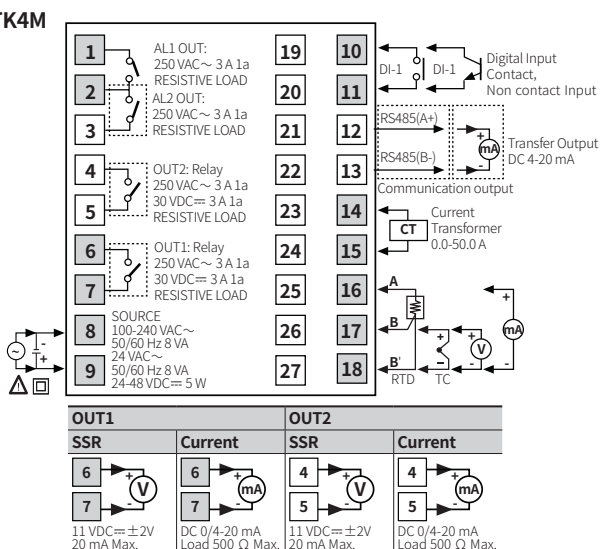 TK4M
1
2
3
AL1 OUT:
250 VAC～ 3 A 1a
RESISTIVE LOAD
AL2 OUT:
250 VAC～ 3 A 1a
RESISTIVE LOAD
4
5
OUT2: Relay
250 VAC～ 3 A 1a
30 VDC⎓ 3 A 1a
RESISTIVE LOAD
6
7
OUT1: Relay
250 VAC～ 3 A 1a
30 VDC⎓ 3 A 1a
RESISTIVE LOAD
8
9
SOURCE
100-240 VAC～
50/60 Hz 8 VA
24 VAC～
50/60 Hz 8 VA
24-48 VDC⎓ 5 W
~
-
+
19
20
21
22
23
24
25
26
27
10
11
DI-1
DI-1
Digital Input
Contact,
Non contact Input
12
13
RS485(A+)
RS485(B-)
+
mA
-
Transfer Output
DC 4-20 mA
Communication output
14
15
CT
Current
Transformer
0.0-50.0 A
16
17
18
A
B
B'
RTD
+
-
TC
+
V
-
+
mA
-
OUT1 OUT2
SSR Current SSR Current
6 + V
7 -
11 VDC⎓±2V
20 mA Max.
6 + mA
7 -
DC 0/4-20 mA
Load 500 Ω Max.
4 + V
5 -
11 VDC⎓±2V
20 mA Max.
4 + mA
5 -
DC 0/4-20 mA
Load 500 Ω Max.